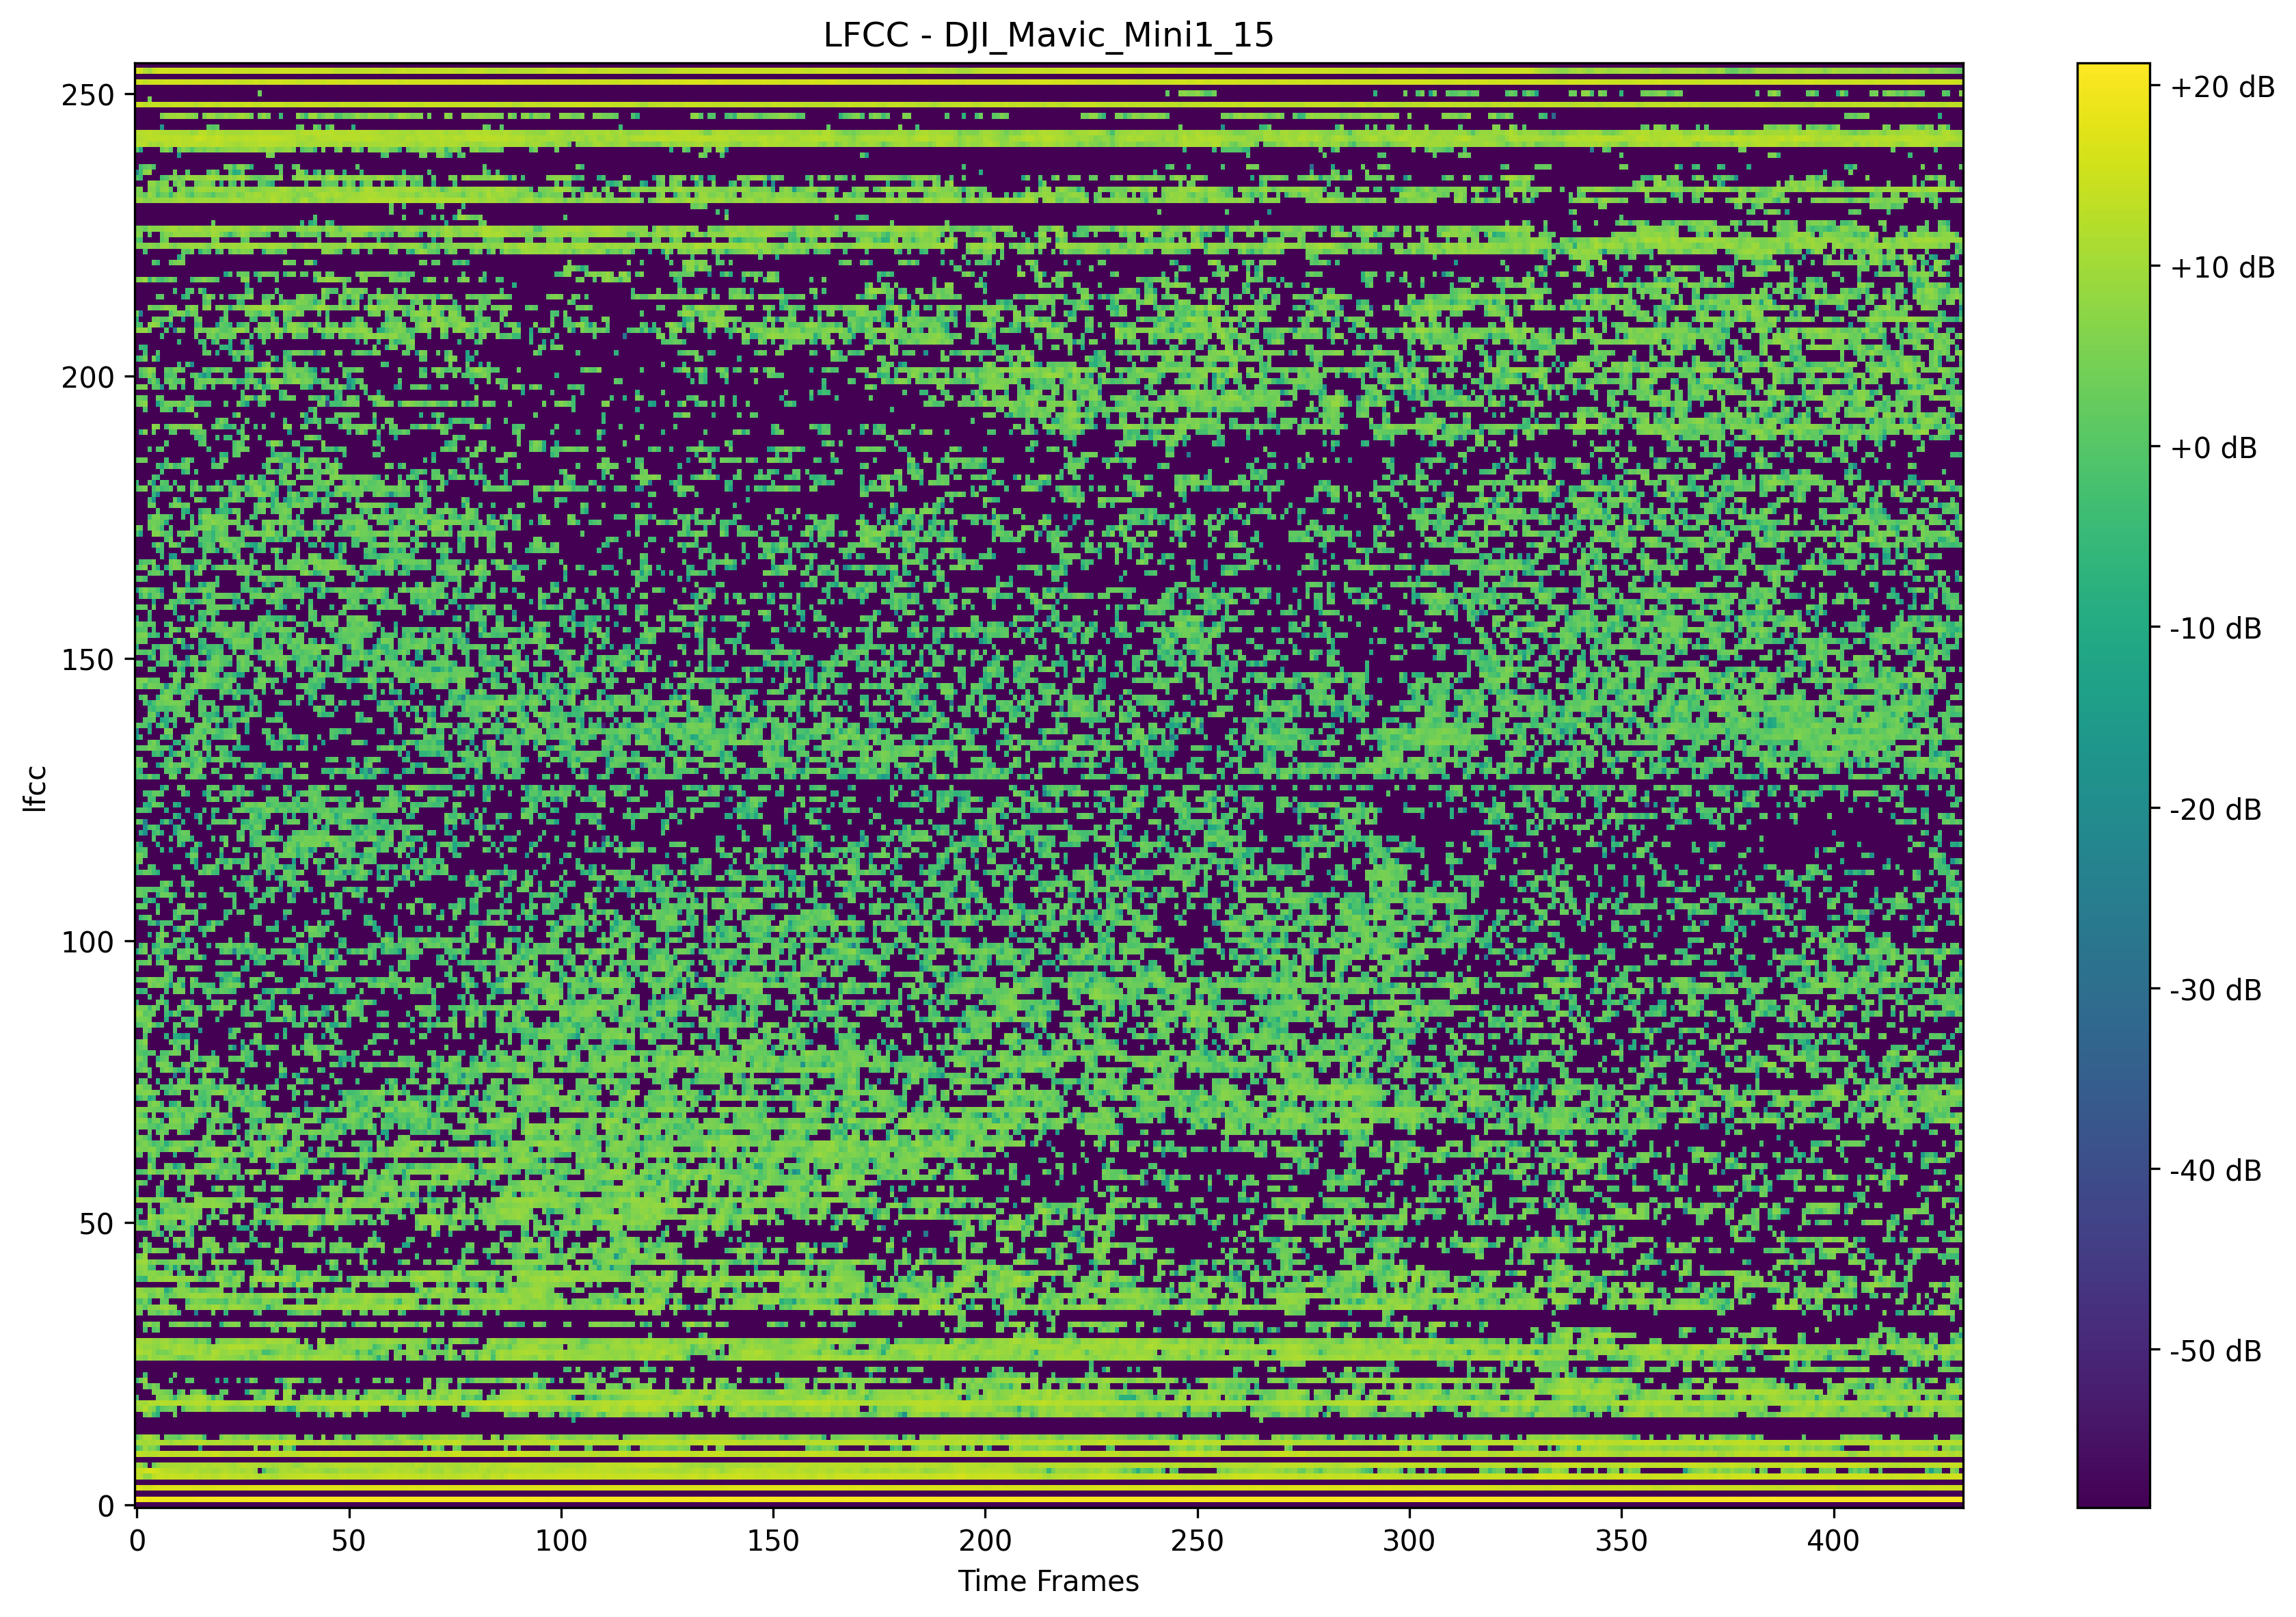 LFCC - DJI_Mavic_Mini1_15
lfcc
250
200
150
100
50
0
0 50 100 150 200 250 300 350 400
Time Frames
+20 dB
+10 dB
+0 dB
-10 dB
-20 dB
-30 dB
-40 dB
-50 dB